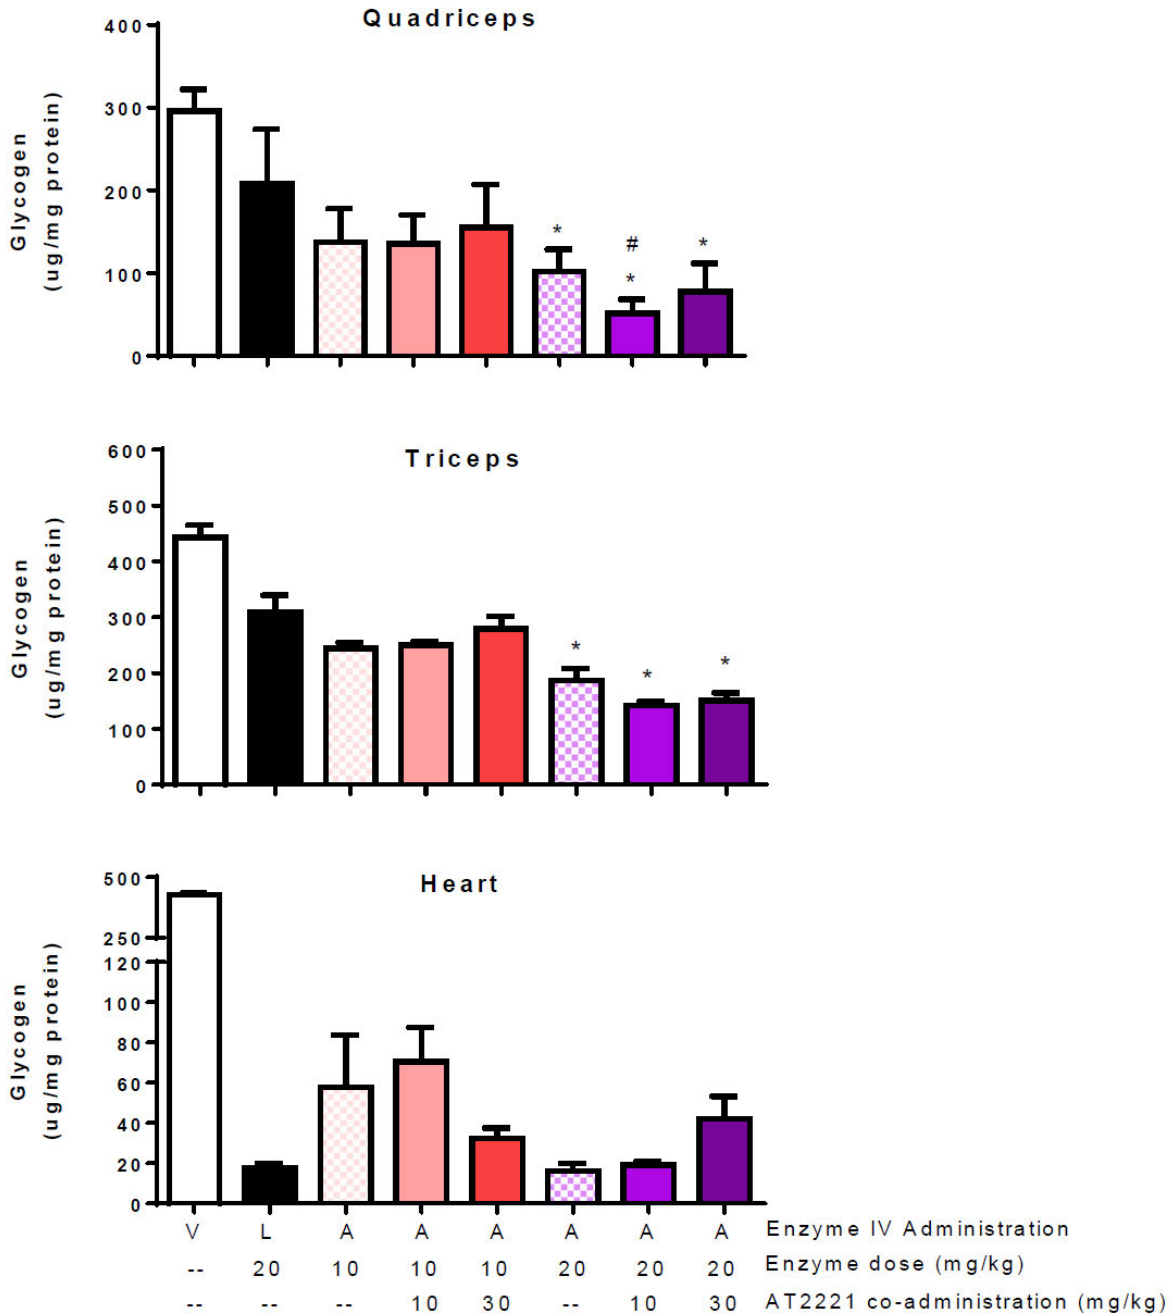 Quadriceps
400
300
200
100
0
Glycogen
(ug/mg protein)
*
#
*
*
Triceps
600
500
400
300
200
100
0
Glycogen
(ug/mg protein)
*
*
*
Heart
500
250
120
100
80
60
40
20
0
Glycogen
(ug/mg protein)
V L A A A A A A Enzyme IV Administration
-- 20 10 10 10 20 20 20 Enzyme dose (mg/kg)
-- -- -- 10 30 -- 10 30 AT2221 co-administration (mg/kg)